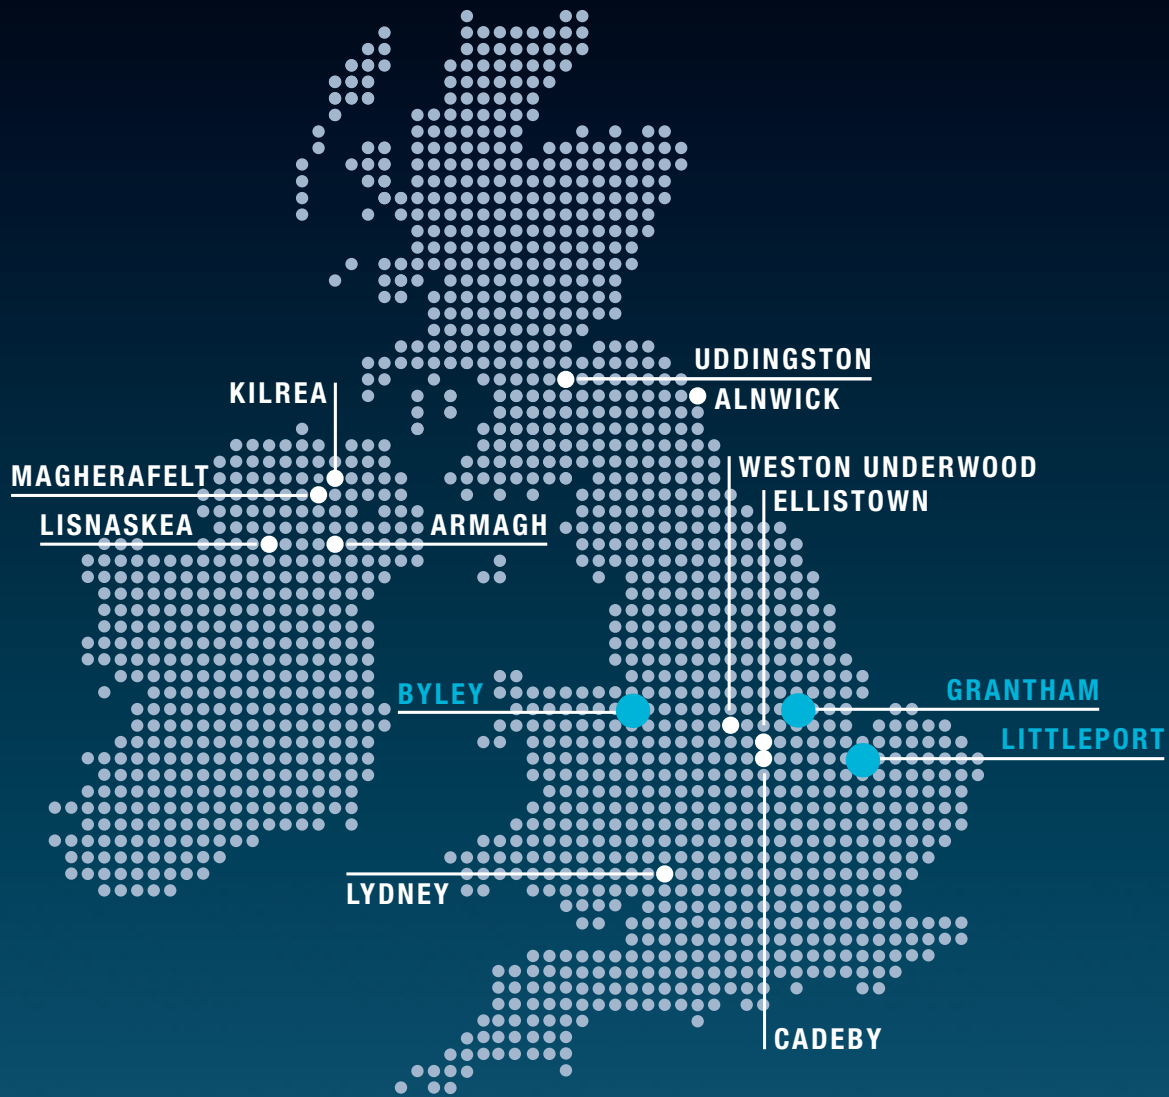 UDDINGSTON
KILREA
ALNWICK
WESTON UNDERWOOD
MAGHERAFELT
ELLISTOWN
LISNASKEA
ARMAGH
BYLEY
GRANTHAM
LITTLEPORT
LYDNEY
CADEBY